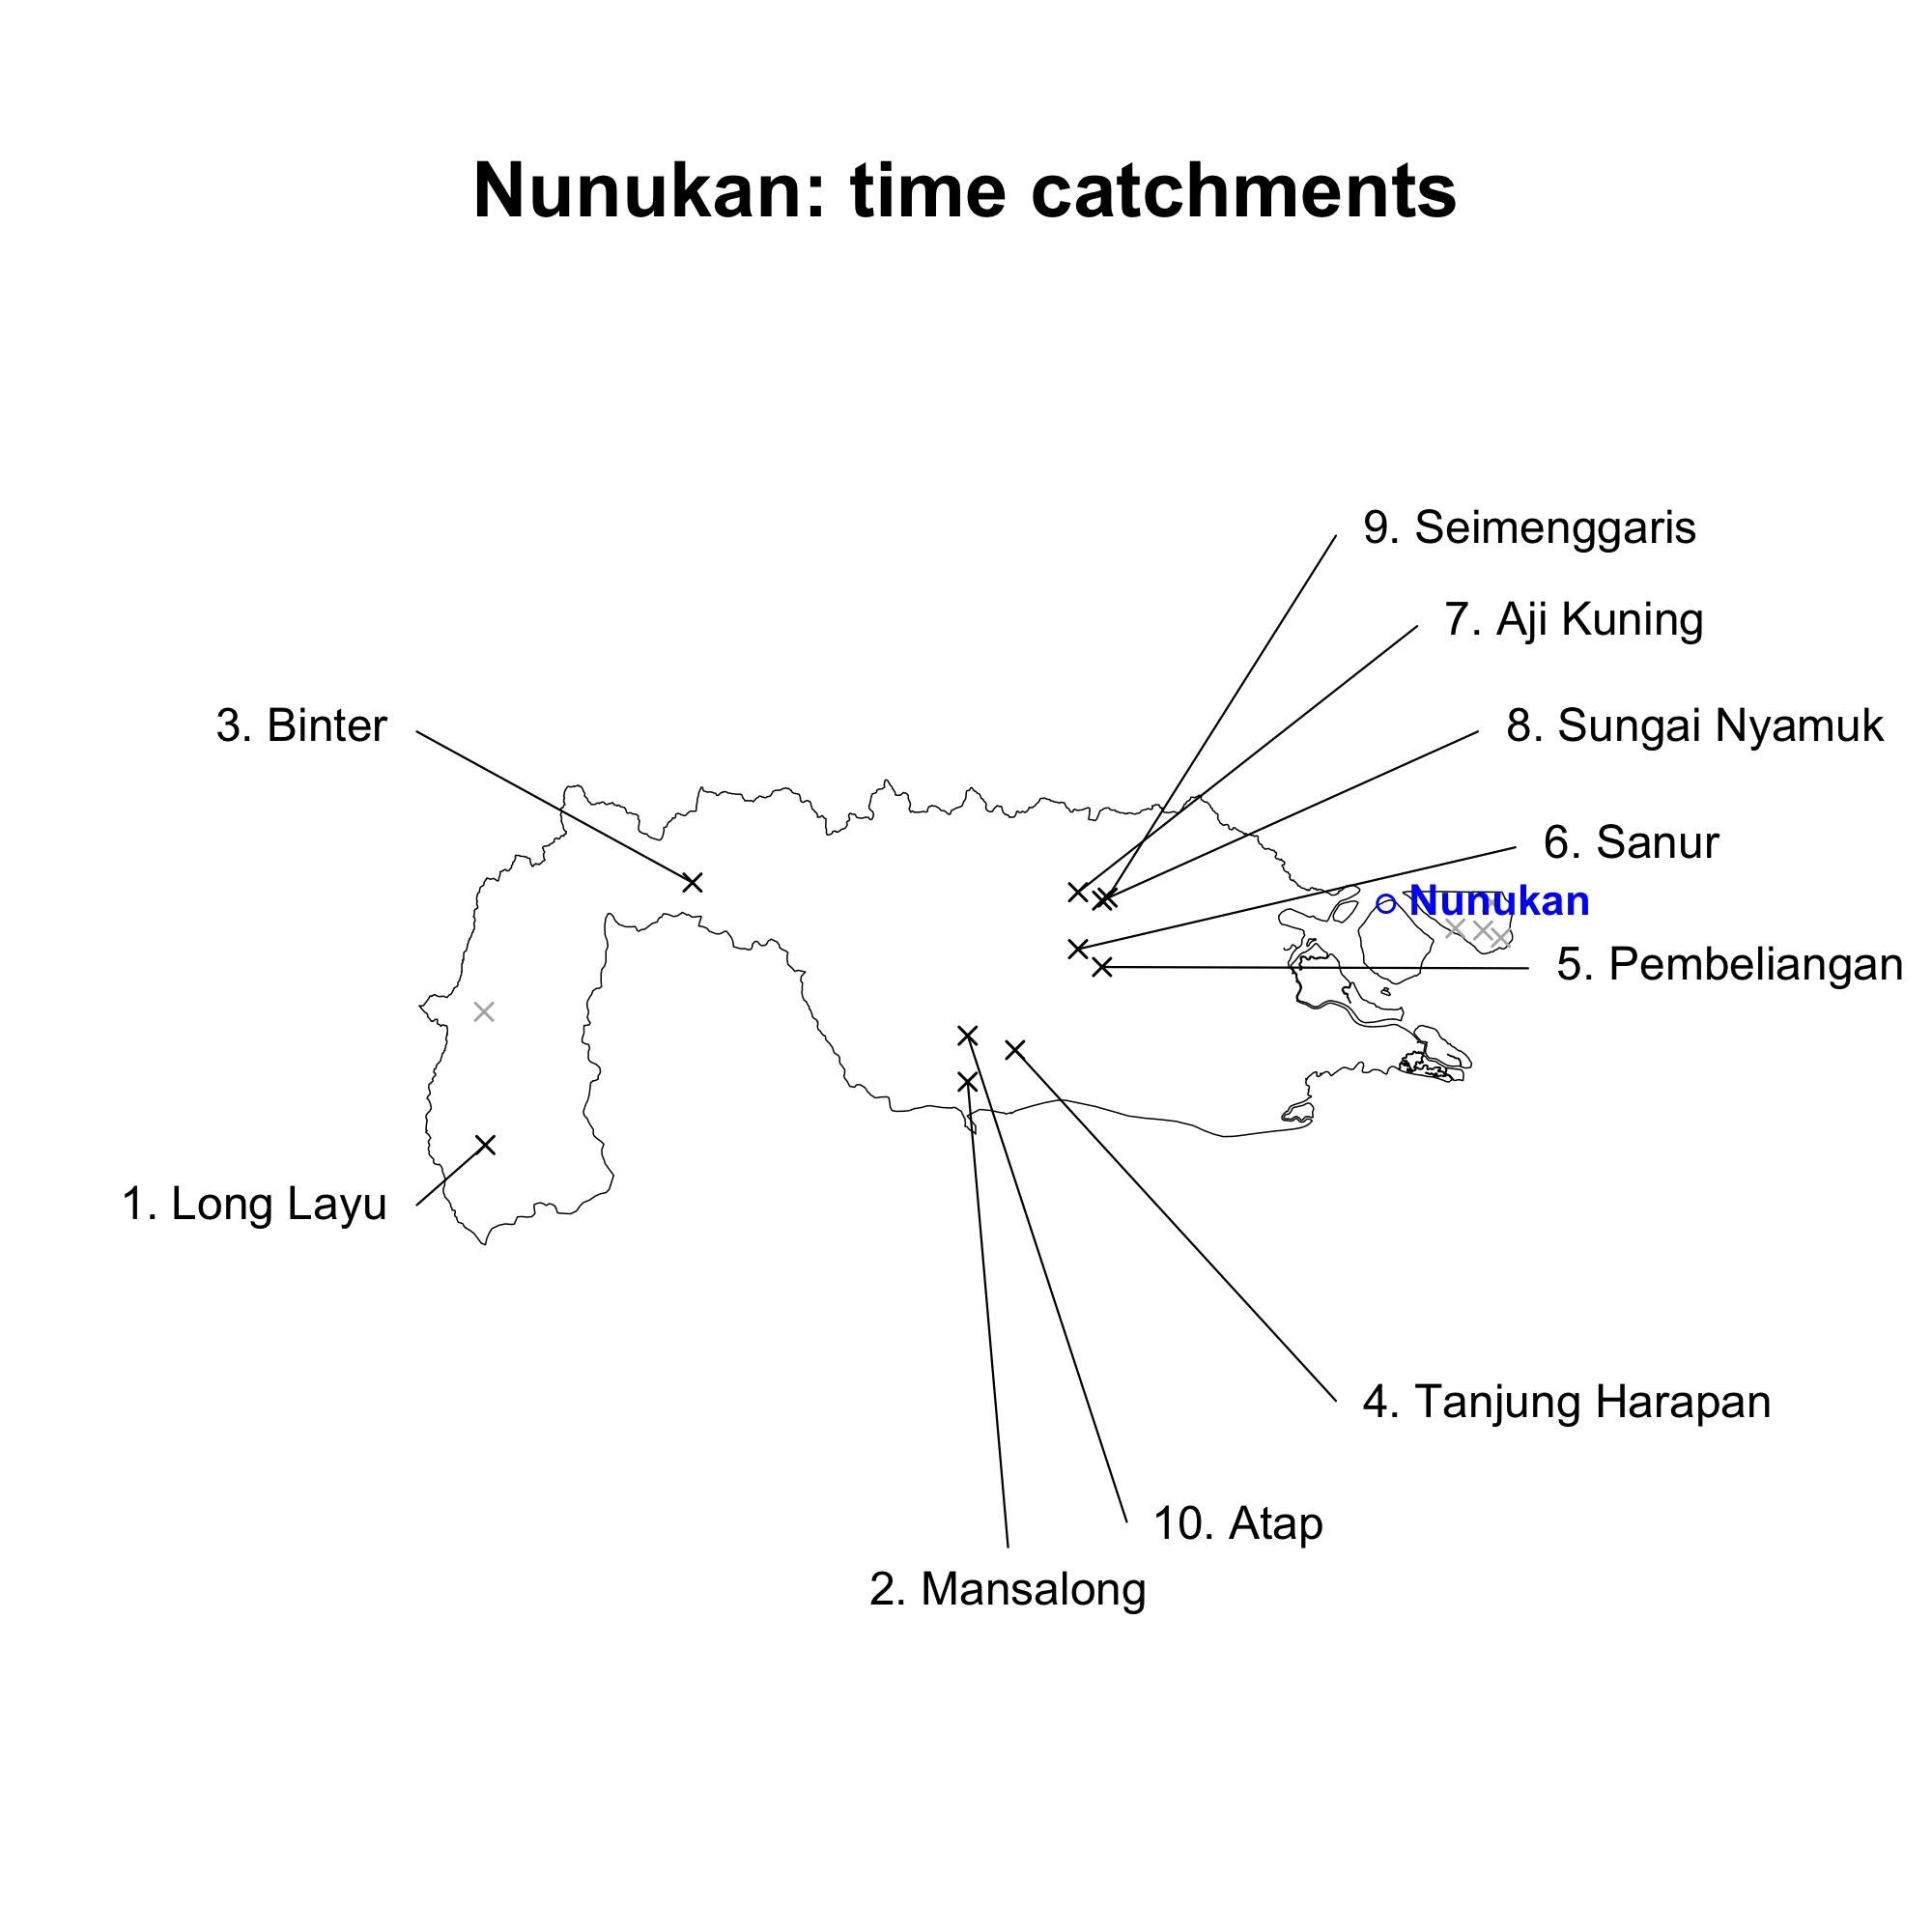 Nunukan: time catchments
9. Seimenggaris
7. Aji Kuning
3. Binter
8. Sungai Nyamuk
6. Sanur
Nunukan
5. Pembeliangan
1. Long Layu
4. Tanjung Harapan
10. Atap
2. Mansalong